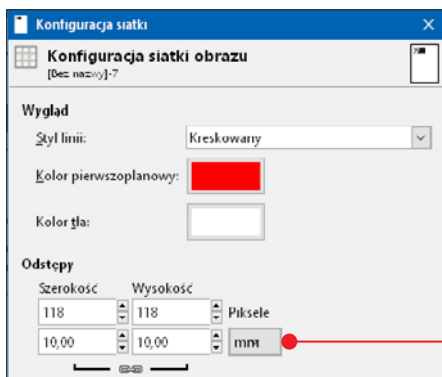 Konfiguracja siatki
Konfiguracja siatki obrazu
[Bez nazwy]-7
Wygląd
Styl linii: Kreskowany
Kolor pierwszoplanowy:
Kolor tła:
Odstępy
Szerokość Wysokość
118 118 Piksele
10,00 10,00 mm